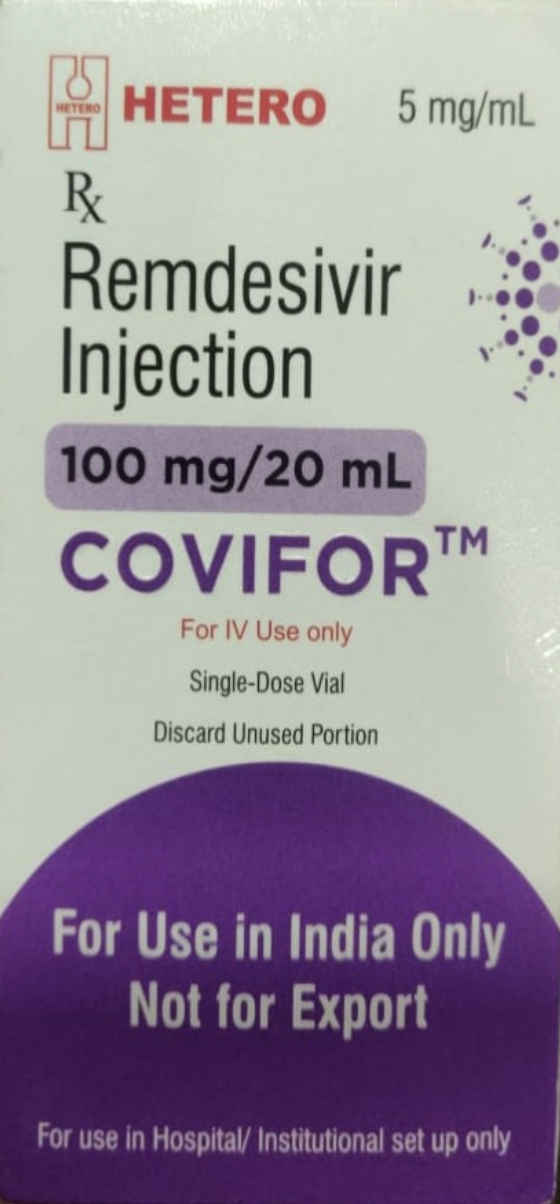 HETERO
HETERO
5 mg/mL
Rx
Remdesivir
Injection
100 mg/20 mL
COVIFOR™
For IV Use only
Single-Dose Vial
Discard Unused Portion
For Use in India Only
Not for Export
For use in Hospital/ Institutional set up only